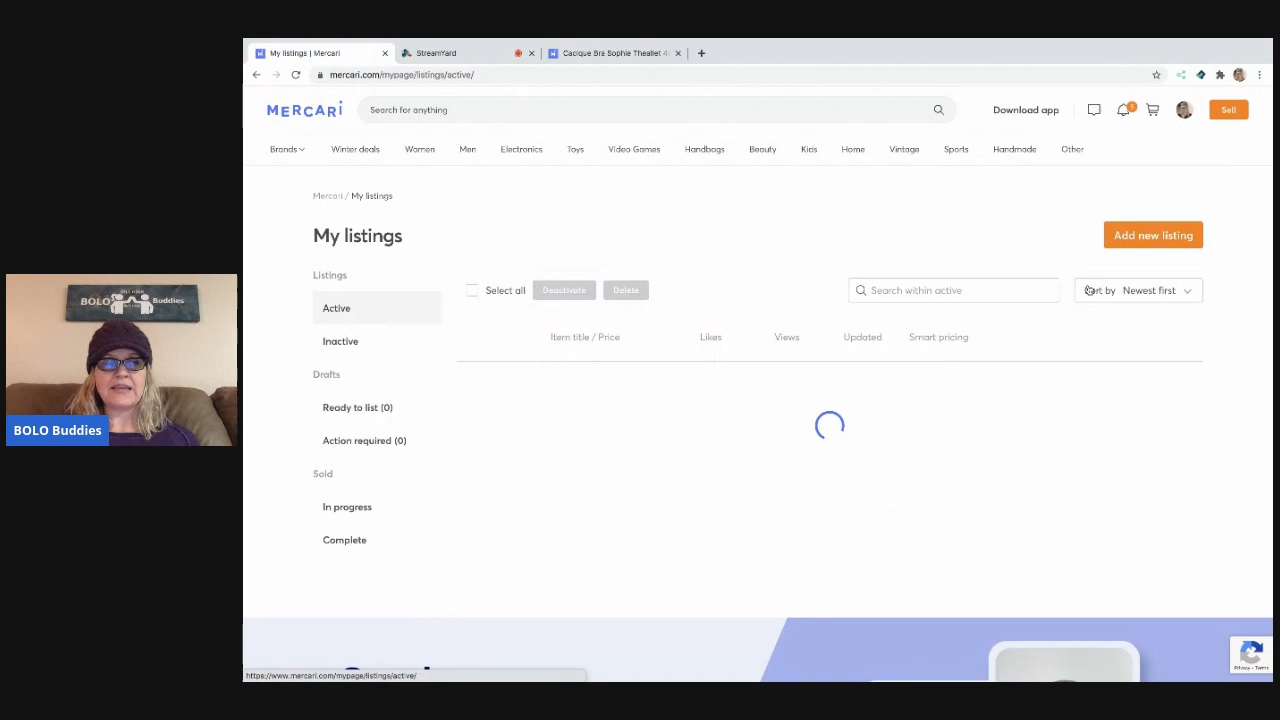 My listings | Mercari
StreamYard
Cacique Bra Sophie Theallet 4
mercari.com/mypage/listings/active/
MERCARI
Search for anything
Download app
5
Sell
Brands
Winter deals
Women
Men
Electronics
Toys
Video Games
Handbags
Beauty
Kids
Home
Vintage
Sports
Handmade
Other
Mercari / My listings
My listings
Add new listing
Listings
Active
Inactive
Drafts
Ready to list (0)
Action required (0)
Sold
In progress
Complete
Select all
Deactivate
Delete
Search within active
Sort by Newest first
Item title / Price
Likes
Views
Updated
Smart pricing
BOLO
Buddies
BOLO Buddies
https://www.mercari.com/mypage/listings/active/
Privacy - Terms